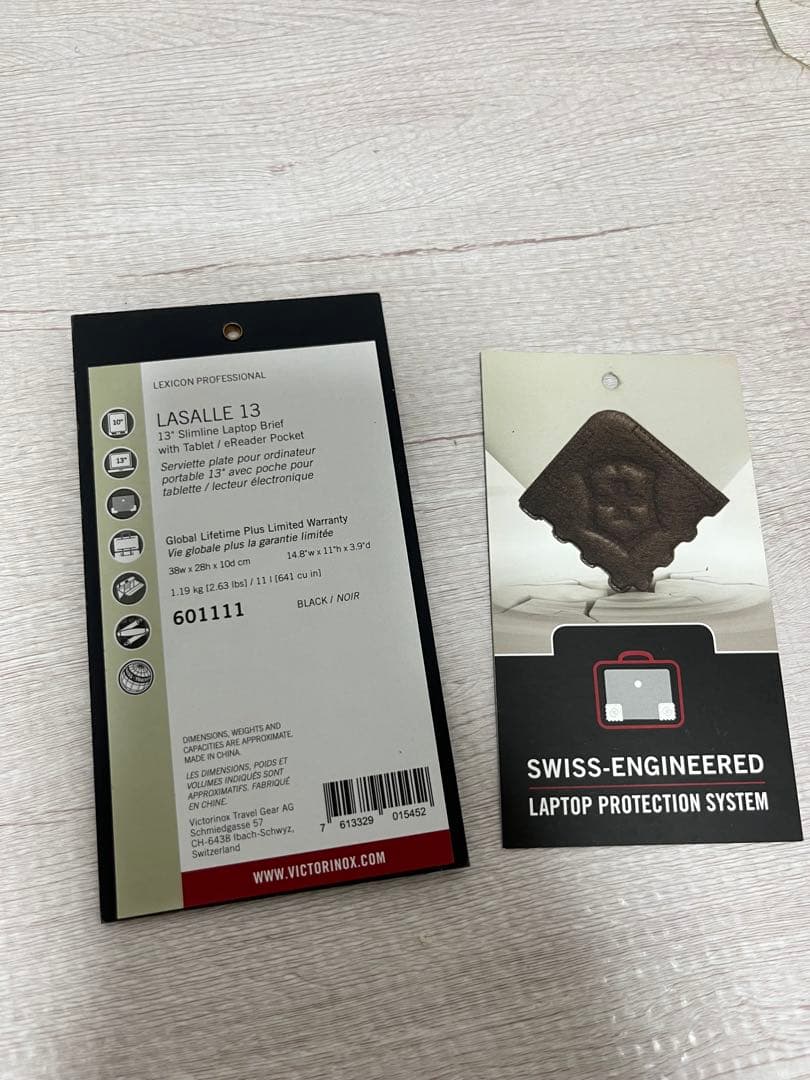 LEXICON PROFESSIONAL
10"
LASALLE 13
13" Slimline Laptop Brief
with Tablet / eReader Pocket
13"
Serviette plate pour ordinateur
portable 13" avec poche pour
tablette / lecteur électronique
Global Lifetime Plus Limited Warranty
Vie globale plus la garantie limitée
38w x 28h x 10d cm 14.8"w x 11"h x 3.9"d
1.19 kg [2.63 lbs] / 11 l [641 cu in]
601111 BLACK / NOIR
DIMENSIONS, WEIGHTS AND
CAPACITIES ARE APPROXIMATE.
MADE IN CHINA.
LES DIMENSIONS, POIDS ET
VOLUMES INDIQUÉS SONT
APPROXIMATIFS. FABRIQUÉ
EN CHINE.
Victorinox Travel Gear AG
Schmiedgasse 57
CH-6438 Ibach-Schwyz,
Switzerland
7 613329 015452
WWW.VICTORINOX.COM
SWISS-ENGINEERED
LAPTOP PROTECTION SYSTEM